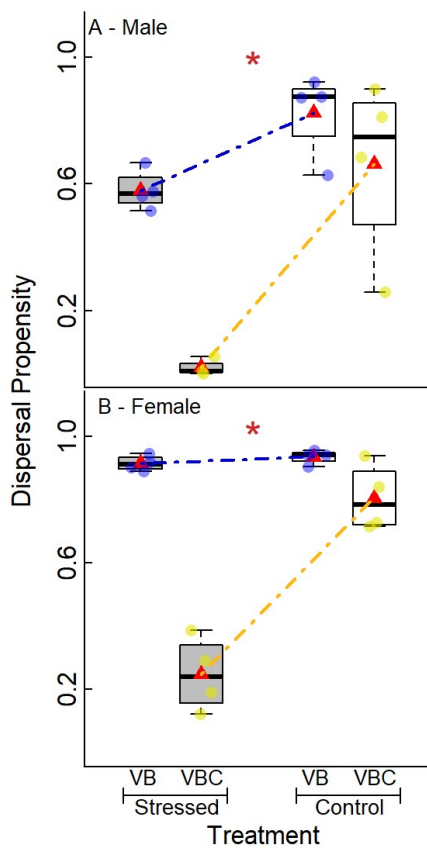 A - Male
*
1.0
0.6
0.2
Dispersal Propensity
B - Female
*
1.0
0.6
0.2
VB VBC VB VBC
Stressed Control
Treatment